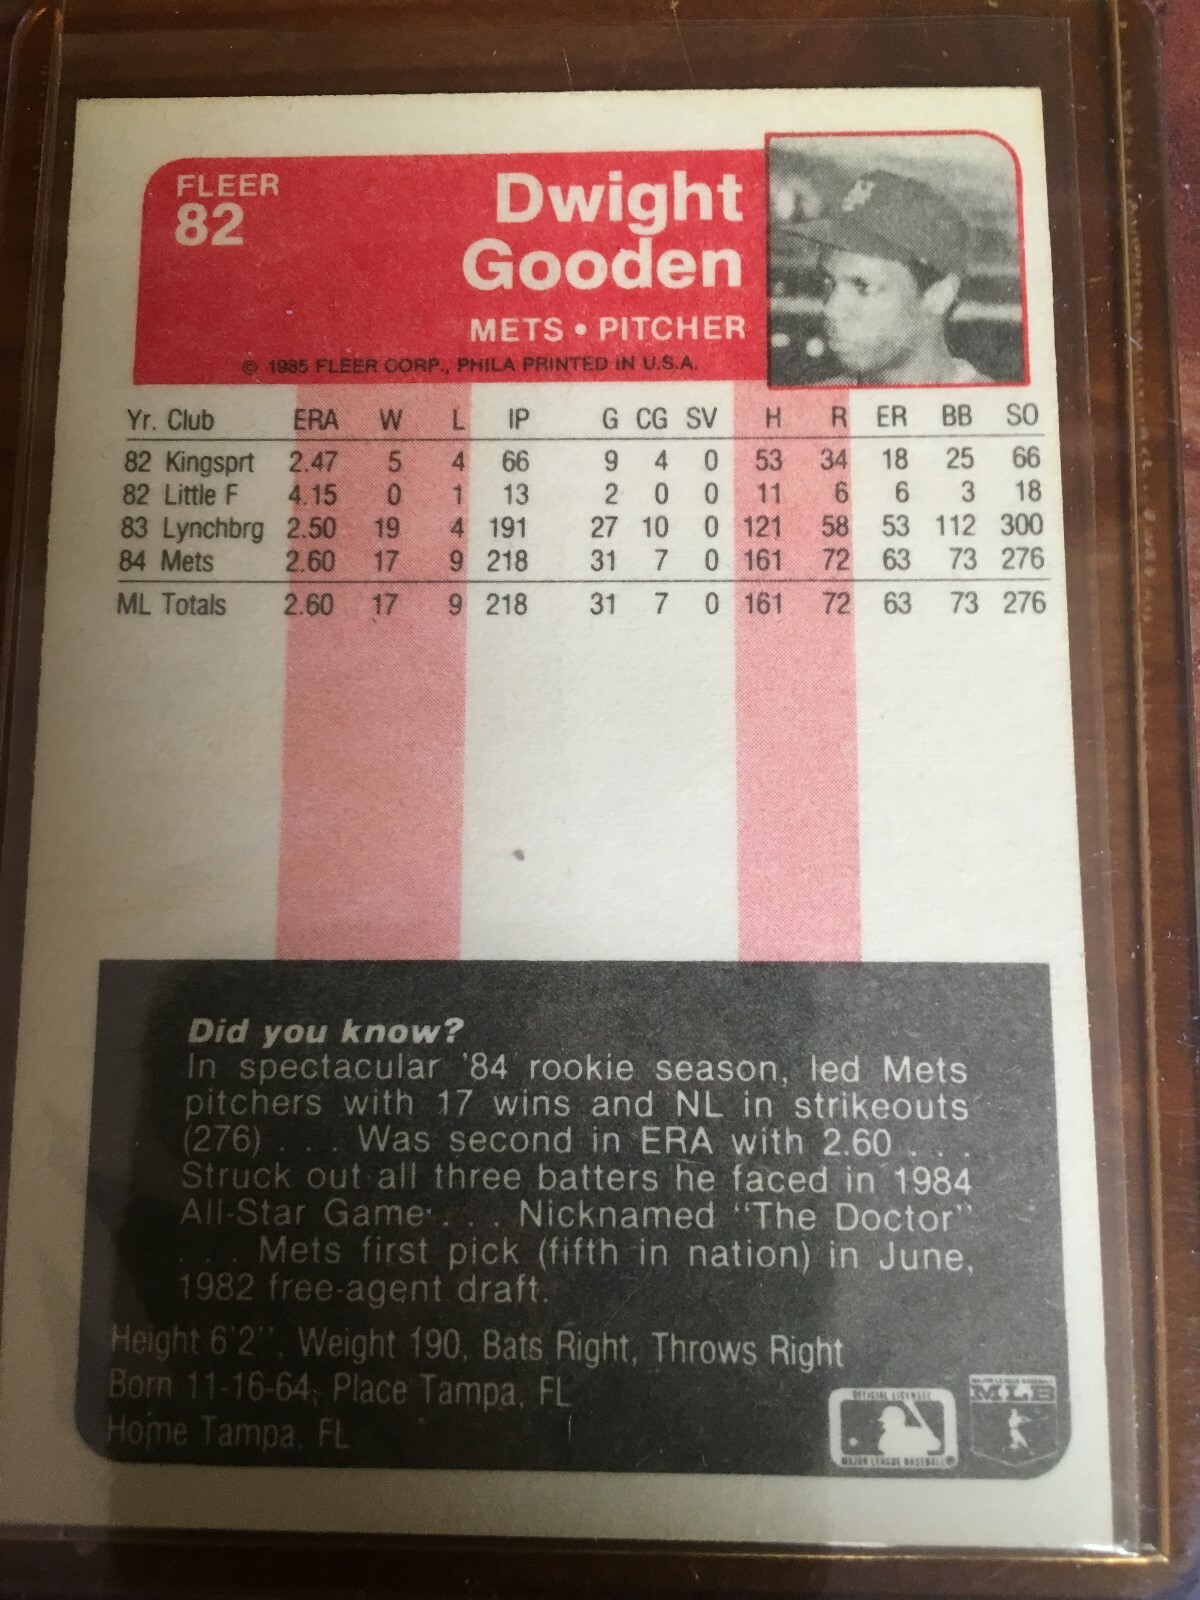 FLEER
82
Dwight
Gooden
METS • PITCHER
© 1985 FLEER CORP., PHILA PRINTED IN U.S.A.
Yr. Club ERA W L IP G CG SV H R ER BB SO
82 Kingsprt 2.47 5 4 66 9 4 0 53 34 18 25 66
82 Little F 4.15 0 1 13 2 0 0 11 6 6 3 18
83 Lynchbrg 2.50 19 4 191 27 10 0 121 58 53 112 300
84 Mets 2.60 17 9 218 31 7 0 161 72 63 73 276
ML Totals 2.60 17 9 218 31 7 0 161 72 63 73 276
Did you know?
In spectacular '84 rookie season, led Mets
pitchers with 17 wins and NL in strikeouts
(276) . . . Was second in ERA with 2.60 . . .
Struck out all three batters he faced in 1984
All-Star Game . . . Nicknamed "The Doctor"
. . . Mets first pick (fifth in nation) in June,
1982 free-agent draft.
Height 6'2", Weight 190, Bats Right, Throws Right
Born 11-16-64, Place Tampa, FL
Home Tampa, FL
OFFICIAL LICENSEE
MAJOR LEAGUE BASEBALL®
MAJOR LEAGUE BASEBALL
MLB